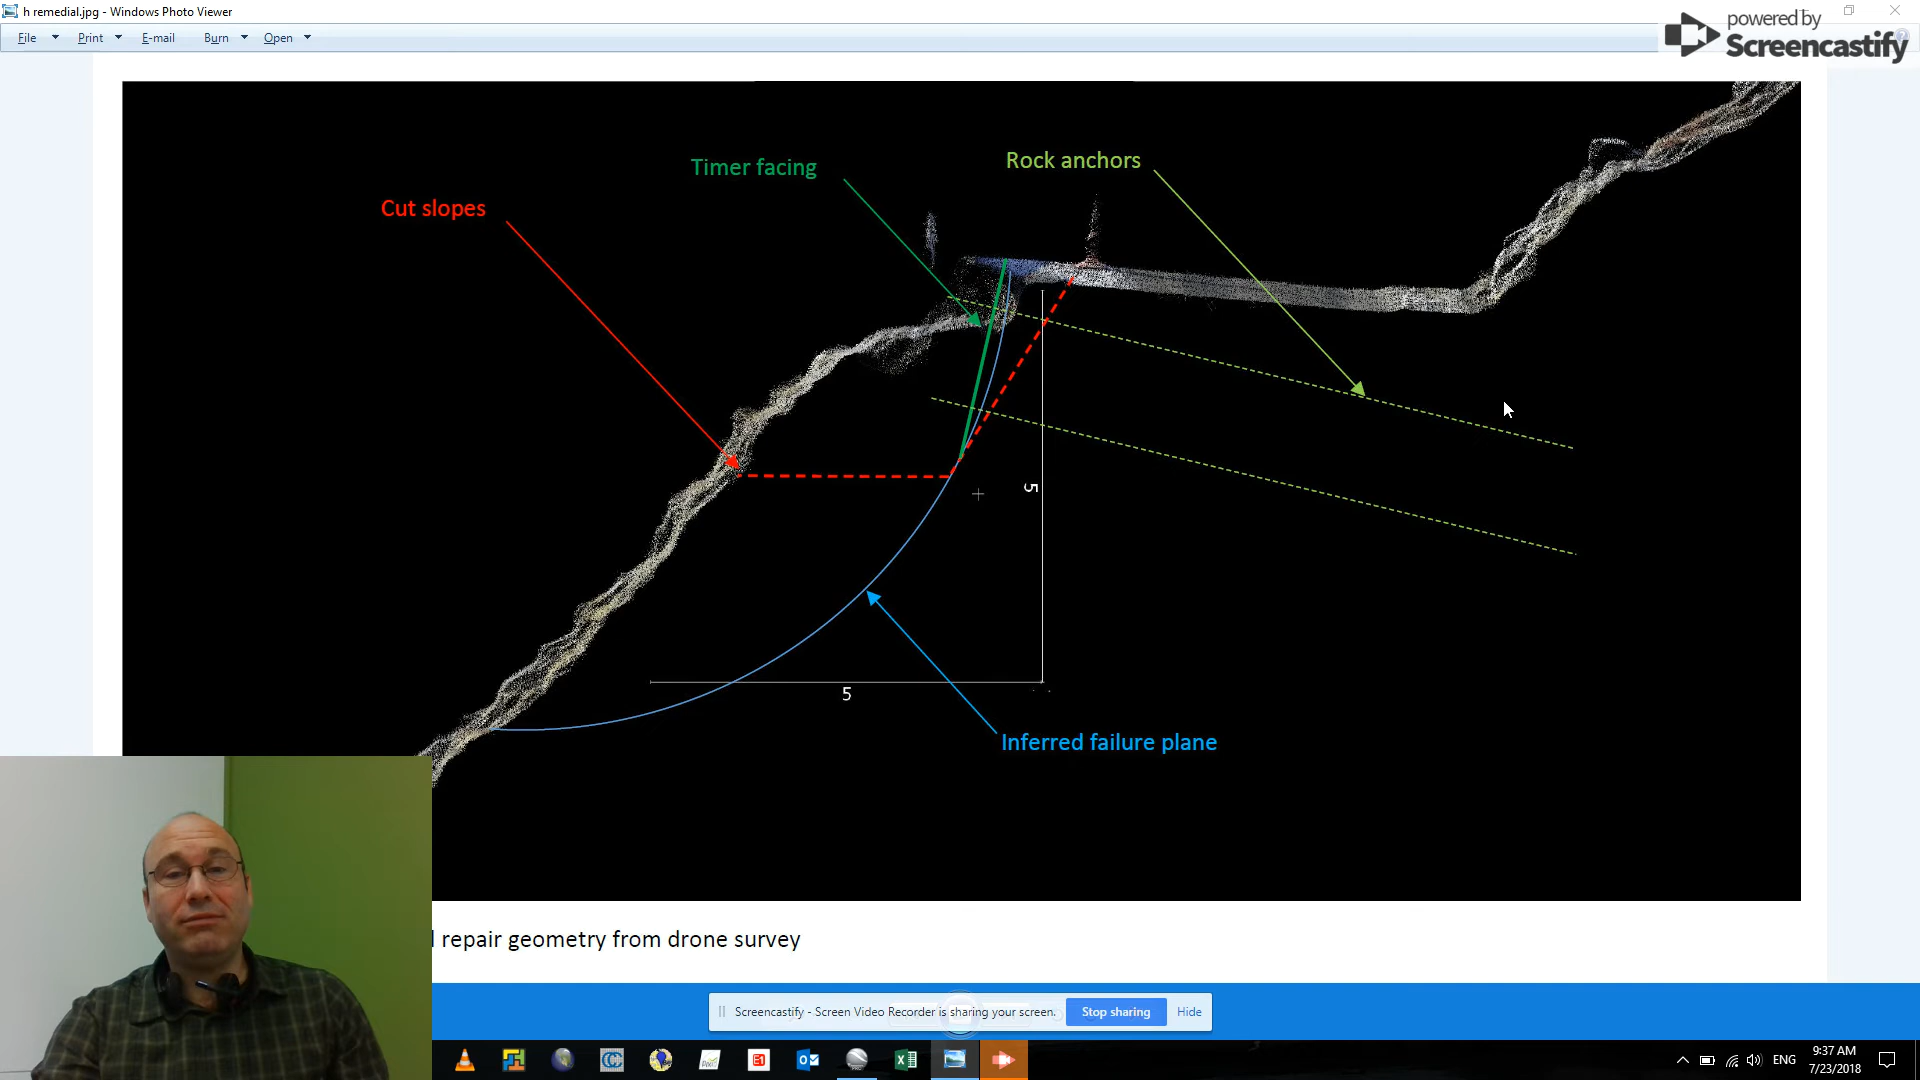 h remedial.jpg - Windows Photo Viewer
File Print E-mail Burn Open
powered by
Screencastify
Timer facing
Rock anchors
Cut slopes
5
5
Inferred failure plane
repair geometry from drone survey
Screencastify - Screen Video Recorder is sharing your screen.
Stop sharing
Hide
ENG
9:37 AM
7/23/2018